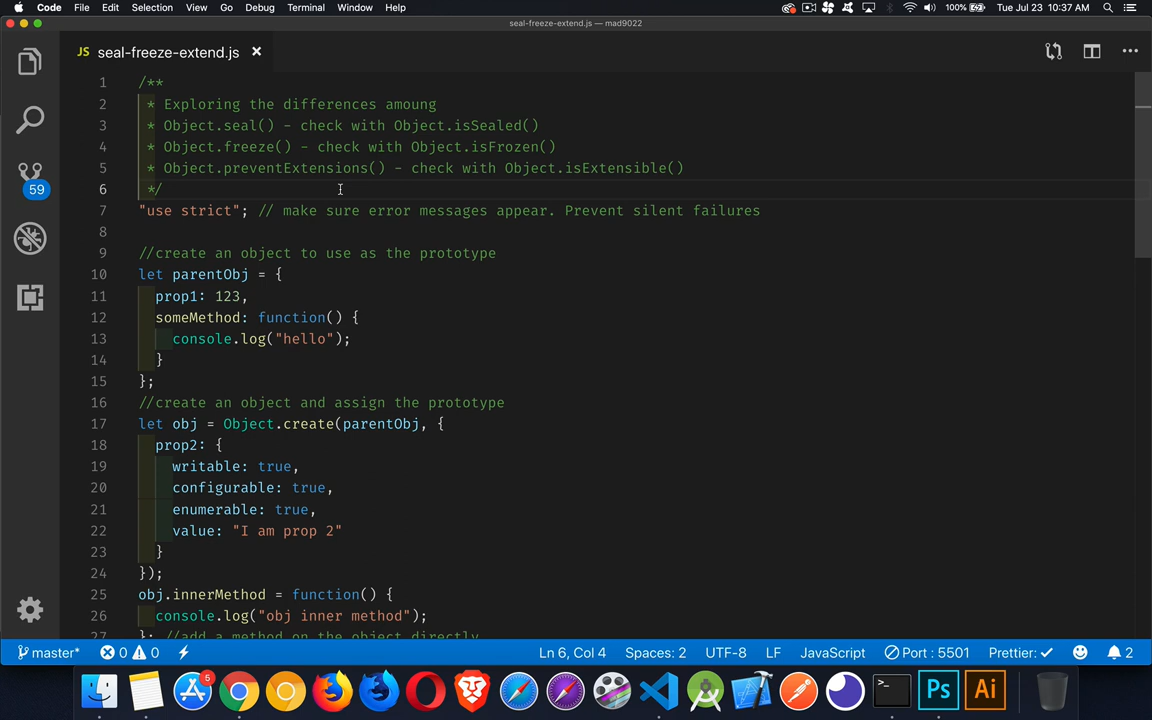 Code File Edit Selection View Go Debug Terminal Window Help 100% Tue Jul 23 10:37 AM
seal-freeze-extend.js — mad9022
JS seal-freeze-extend.js ×
1 /**
2 * Exploring the differences amoung
3 * Object.seal() - check with Object.isSealed()
4 * Object.freeze() - check with Object.isFrozen()
5 * Object.preventExtensions() - check with Object.isExtensible()
6 */
7 "use strict"; // make sure error messages appear. Prevent silent failures
8
9 //create an object to use as the prototype
10 let parentObj = {
11 prop1: 123,
12 someMethod: function() {
13 console.log("hello");
14 }
15 };
16 //create an object and assign the prototype
17 let obj = Object.create(parentObj, {
18 prop2: {
19 writable: true,
20 configurable: true,
21 enumerable: true,
22 value: "I am prop 2"
23 }
24 });
25 obj.innerMethod = function() {
26 console.log("obj inner method");
27 }; //add a method on the object directly
59
master* 0 0 Ln 6, Col 4 Spaces: 2 UTF-8 LF JavaScript Port : 5501 Prettier: ✓ 2
5
>_
Ps
Ai